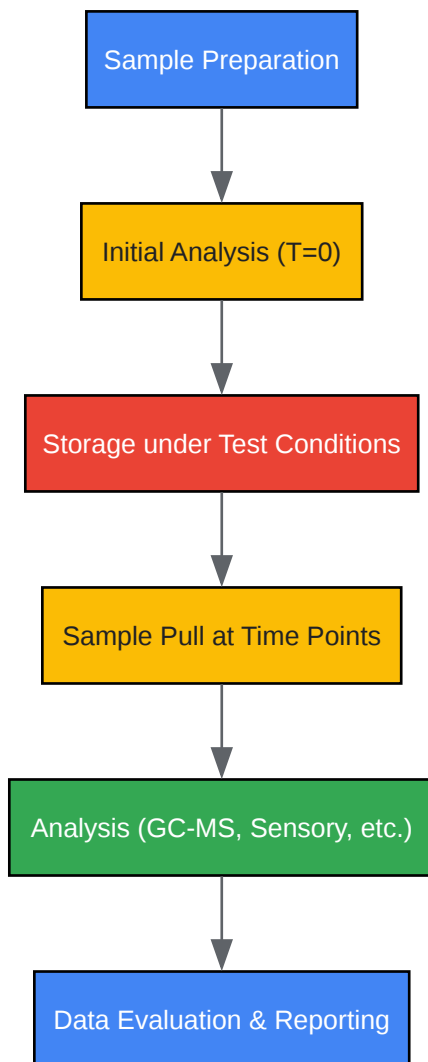 Sample Preparation
Initial Analysis (T=0)
Storage under Test Conditions
Sample Pull at Time Points
Analysis (GC-MS, Sensory, etc.)
Data Evaluation & Reporting